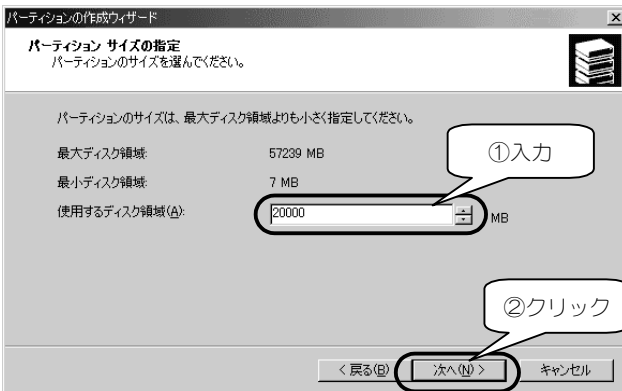 パーティションの作成ウィザード
パーティション サイズの指定
パーティションのサイズを選んでください。
パーティションのサイズは、最大ディスク領域よりも小さく指定してください。
最大ディスク領域: 57239 MB
最小ディスク領域: 7 MB
①入力
使用するディスク領域(A): 20000 MB
②クリック
< 戻る(B) 次へ(N) > キャンセル